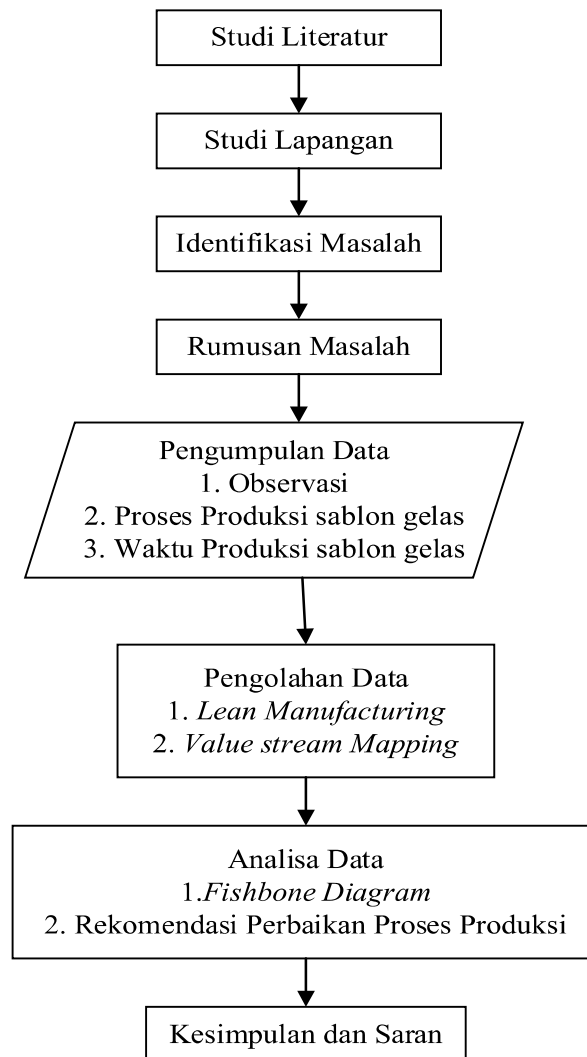 Studi Literatur
Studi Lapangan
Identifikasi Masalah
Rumusan Masalah
Pengumpulan Data
1. Observasi
2. Proses Produksi sablon gelas
3. Waktu Produksi sablon gelas
Pengolahan Data
1. Lean Manufacturing
2. Value stream Mapping
Analisa Data
1.Fishbone Diagram
2. Rekomendasi Perbaikan Proses Produksi
Kesimpulan dan Saran